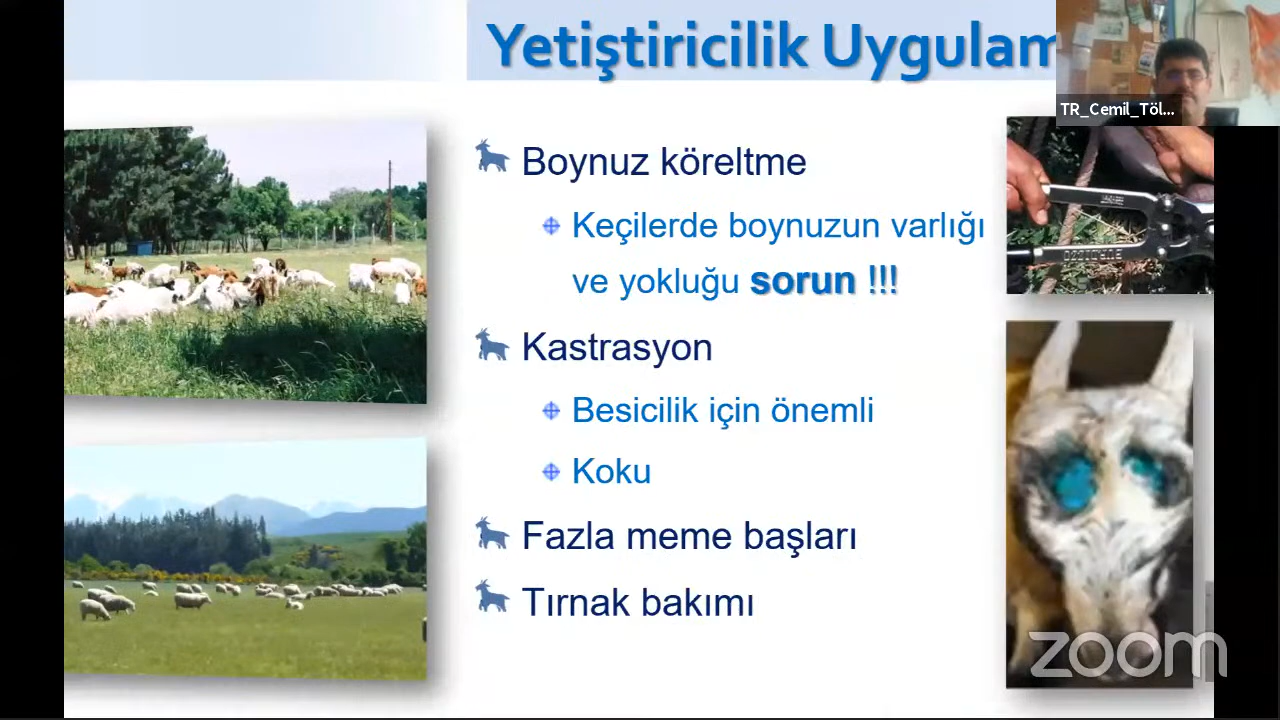 Yetiştiricilik Uygulam
TR_Cemil_Töl...
Boynuz köreltme
Keçilerde boynuzun varlığı
ve yokluğu sorun !!!
Kastrasyon
Besicilik için önemli
Koku
Fazla meme başları
Tırnak bakımı
zoom